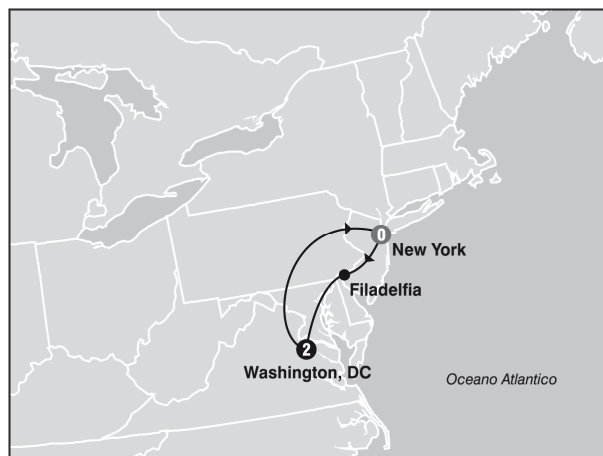 0
New York
Filadelfia
2
Washington, DC
Oceano Atlantico